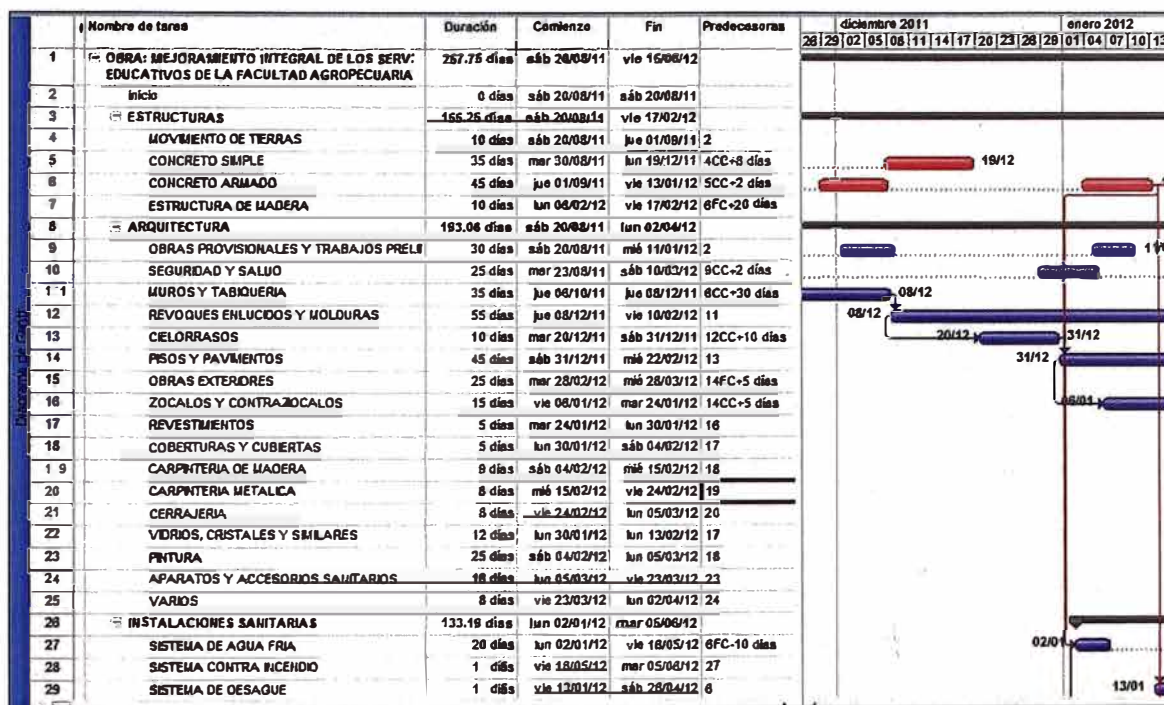 Nombre de tarea Duración Comienzo Fin Predecesoras diciembre 2011 enero 2012
26 29 02 05 08 11 14 17 20 23 26 29 01 04 07 10 13
1 OBRA: MEJORAMIENTO INTEGRAL DE LOS SERV. 267.75 días sáb 20/08/11 vie 15/06/12
EDUCATIVOS DE LA FACULTAD AGROPECUARIA
2 inicio 0 días sáb 20/08/11 sáb 20/08/11
3 ESTRUCTURAS 155.25 días sáb 20/08/11 vie 17/02/12
4 MOVIMIENTO DE TIERRAS 10 días sáb 20/08/11 jue 01/09/11 2
5 CONCRETO SIMPLE 35 días mar 30/08/11 lun 19/12/11 4CC+8 días 19/12
6 CONCRETO ARMADO 45 días jue 01/09/11 vie 13/01/12 5CC+2 días
7 ESTRUCTURA DE MADERA 10 días lun 06/02/12 vie 17/02/12 6FC+20 días
8 ARQUITECTURA 193.06 días sáb 20/08/11 lun 02/04/12
9 OBRAS PROVISIONALES Y TRABAJOS PRELI 30 días sáb 20/08/11 mié 11/01/12 2
10 SEGURIDAD Y SALUD 25 días mar 23/08/11 sáb 10/03/12 9CC+2 días
11 MUROS Y TABIQUERIA 35 días jue 06/10/11 jue 08/12/11 6CC+30 días 08/12
12 REVOQUES ENLUCIDOS Y MOLDURAS 55 días jue 08/12/11 vie 10/02/12 11 08/12
13 CIELORRASOS 10 días mar 20/12/11 sáb 31/12/11 12CC+10 días 20/12 31/12
14 PISOS Y PAVIMENTOS 45 días sáb 31/12/11 mié 22/02/12 13 31/12
15 OBRAS EXTERIORES 25 días mar 28/02/12 mié 28/03/12 14FC+5 días
16 ZOCALOS Y CONTRAZOCALOS 15 días vie 06/01/12 mar 24/01/12 14CC+5 días 06/01
17 REVESTIMIENTOS 5 días mar 24/01/12 lun 30/01/12 16
18 COBERTURAS Y CUBIERTAS 5 días lun 30/01/12 sáb 04/02/12 17
19 CARPINTERIA DE MADERA 9 días sáb 04/02/12 mié 15/02/12 18
20 CARPINTERIA METALICA 8 días mié 15/02/12 vie 24/02/12 19
21 CERRAJERIA 8 días vie 24/02/12 lun 05/03/12 20
22 VIDRIOS, CRISTALES Y SIMILARES 12 días lun 30/01/12 lun 13/02/12 17
23 PINTURA 25 días sáb 04/02/12 lun 05/03/12 18
24 APARATOS Y ACCESORIOS SANITARIOS días lun 05/03/12 vie 23/03/12 23
25 VARIOS 8 días vie 23/03/12 lun 02/04/12 24
26 INSTALACIONES SANITARIAS 133.19 días lun 02/01/12 mar 05/06/12
27 SISTEMA DE AGUA FRIA 20 días lun 02/01/12 vie 18/05/12 6FC-10 días 02/01
28 SISTEMA CONTRA INCENDIO 1 días vie 18/05/12 mar 05/06/12 27
29 SISTEMA DE DESAGUE 1 días vie 13/01/12 sáb 6 13/01
Diagrama de Gantt